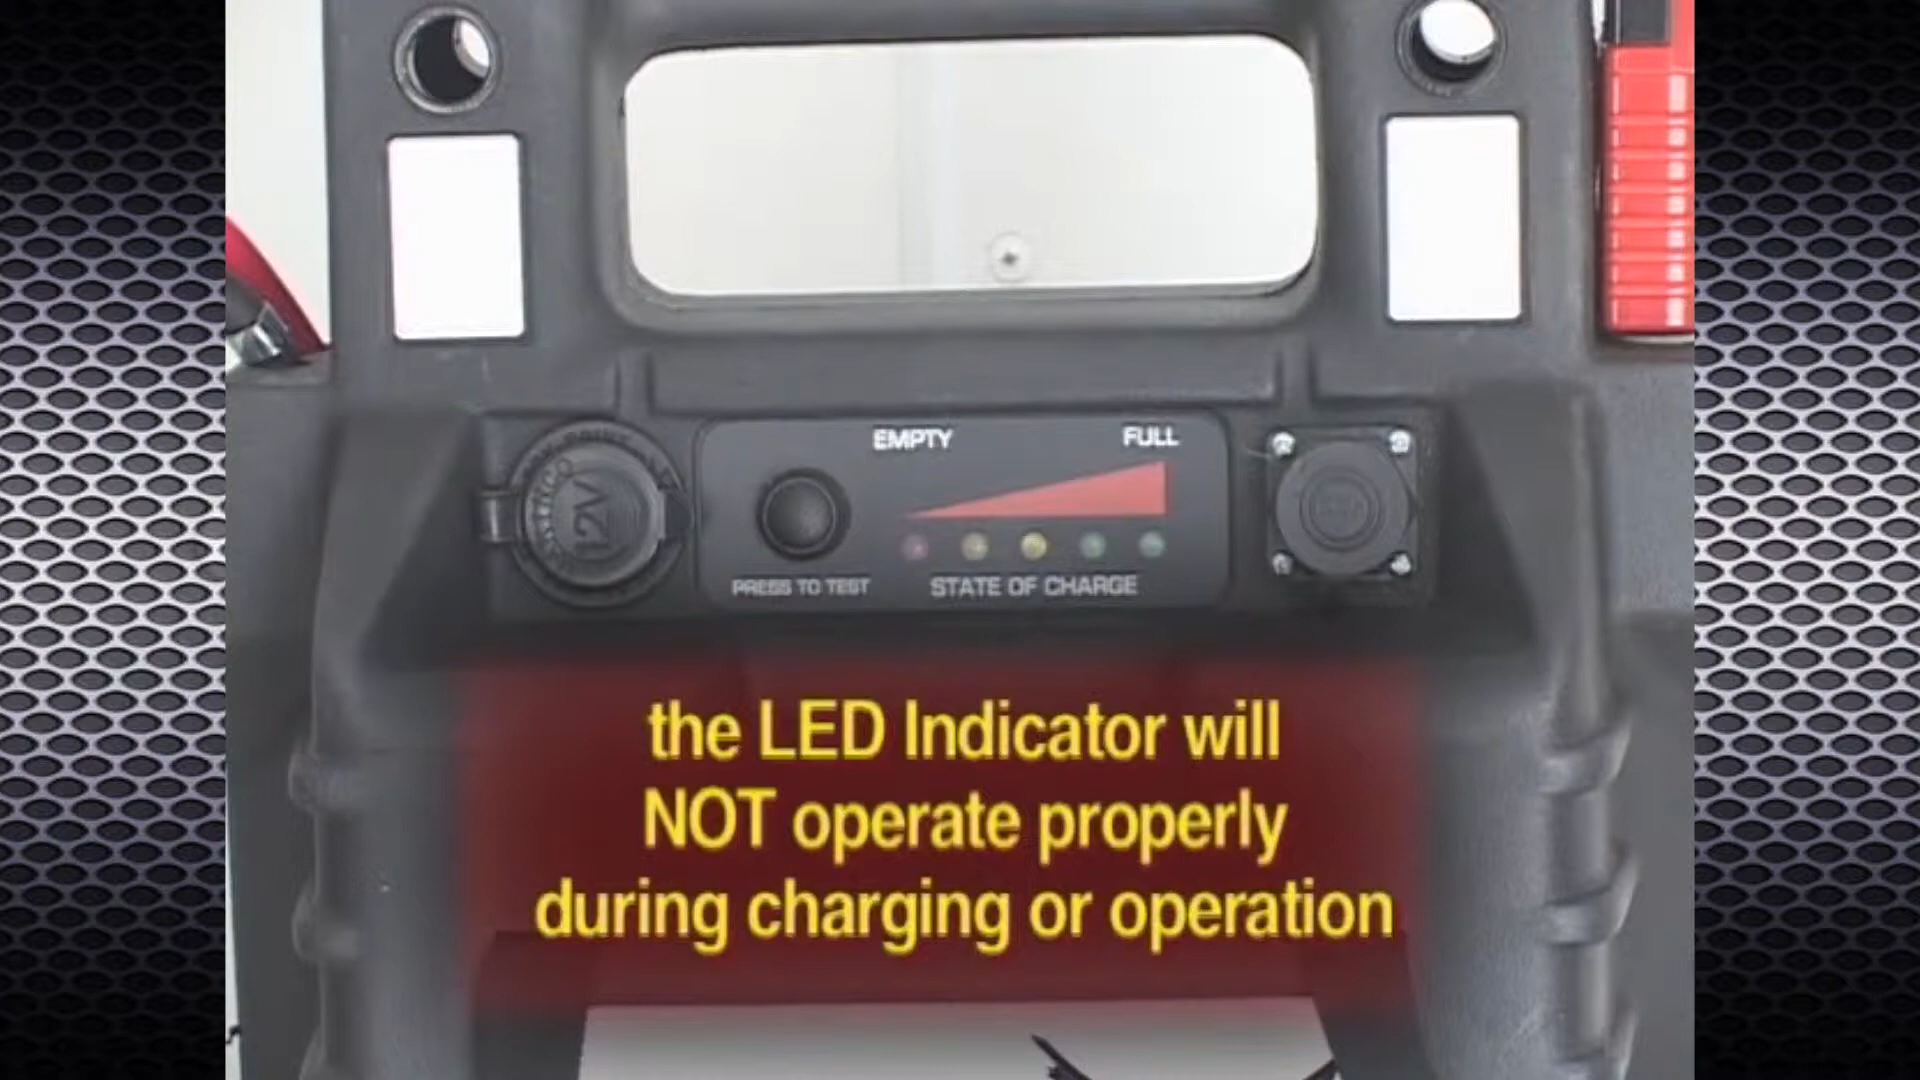 EMPTY FULL
12V
PRESS TO TEST STATE OF CHARGE
the LED Indicator will
NOT operate properly
during charging or operation